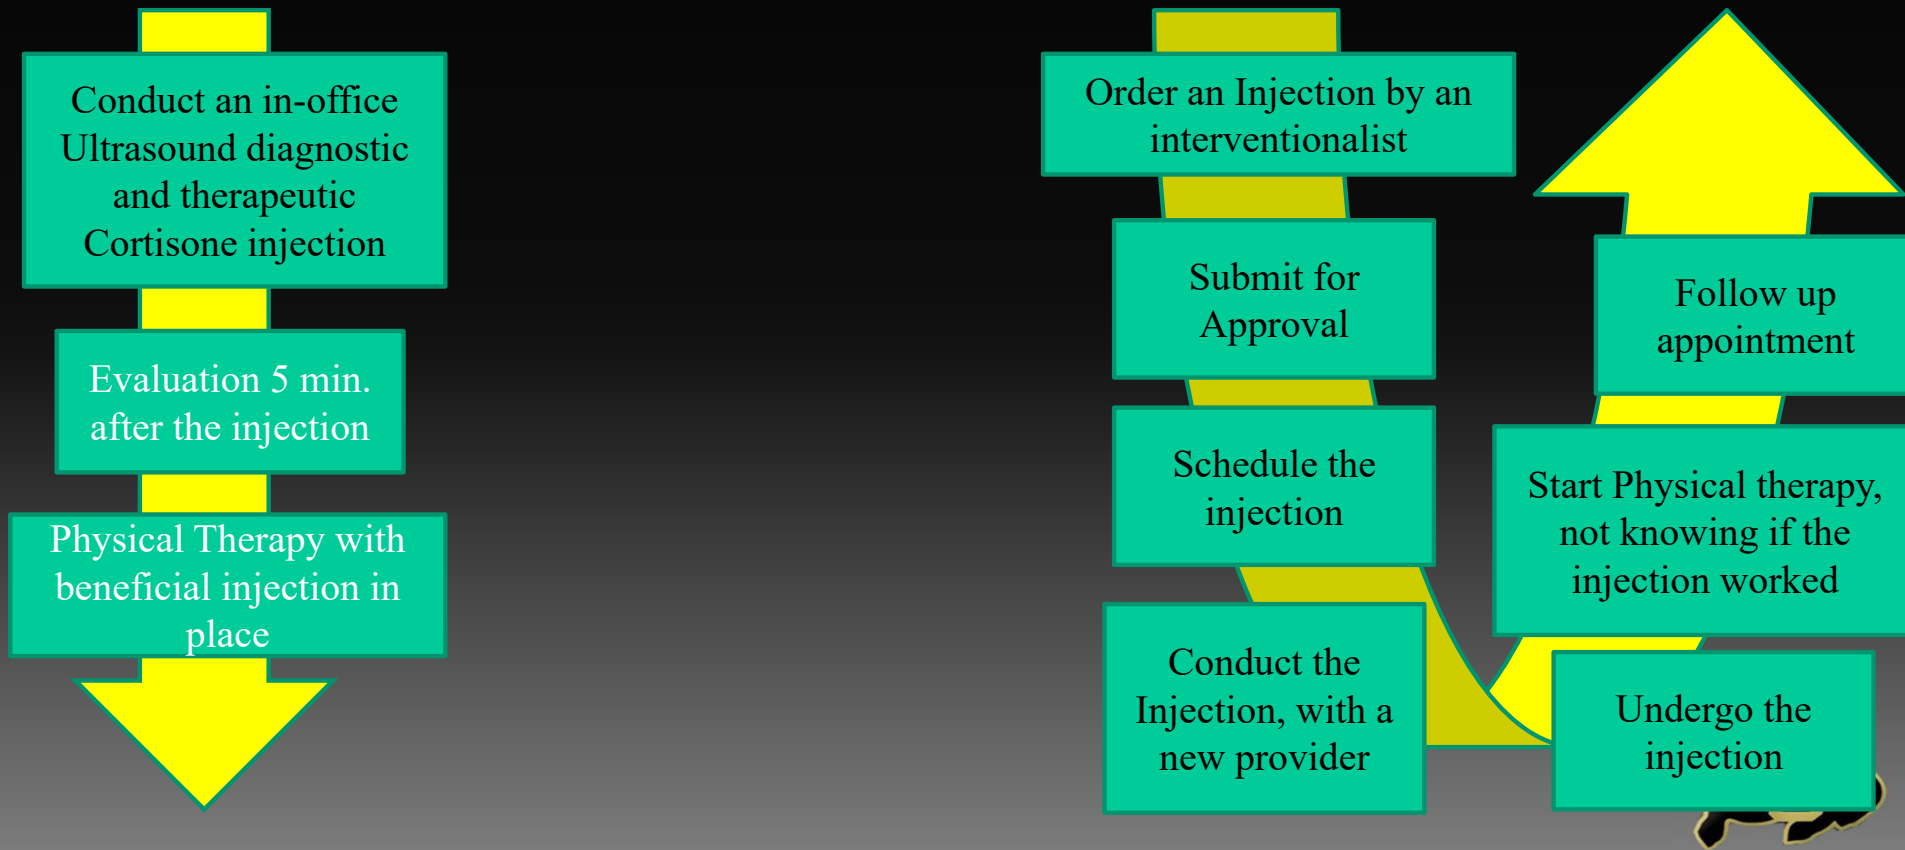 Conduct an in-office
Ultrasound diagnostic
and therapeutic
Cortisone injection
Evaluation 5 min.
after the injection
Physical Therapy with
beneficial injection in
place
Order an Injection by an
interventionalist
Submit for
Approval
Schedule the
injection
Conduct the
Injection, with a
new provider
Undergo the
injection
Start Physical therapy,
not knowing if the
injection worked
Follow up
appointment